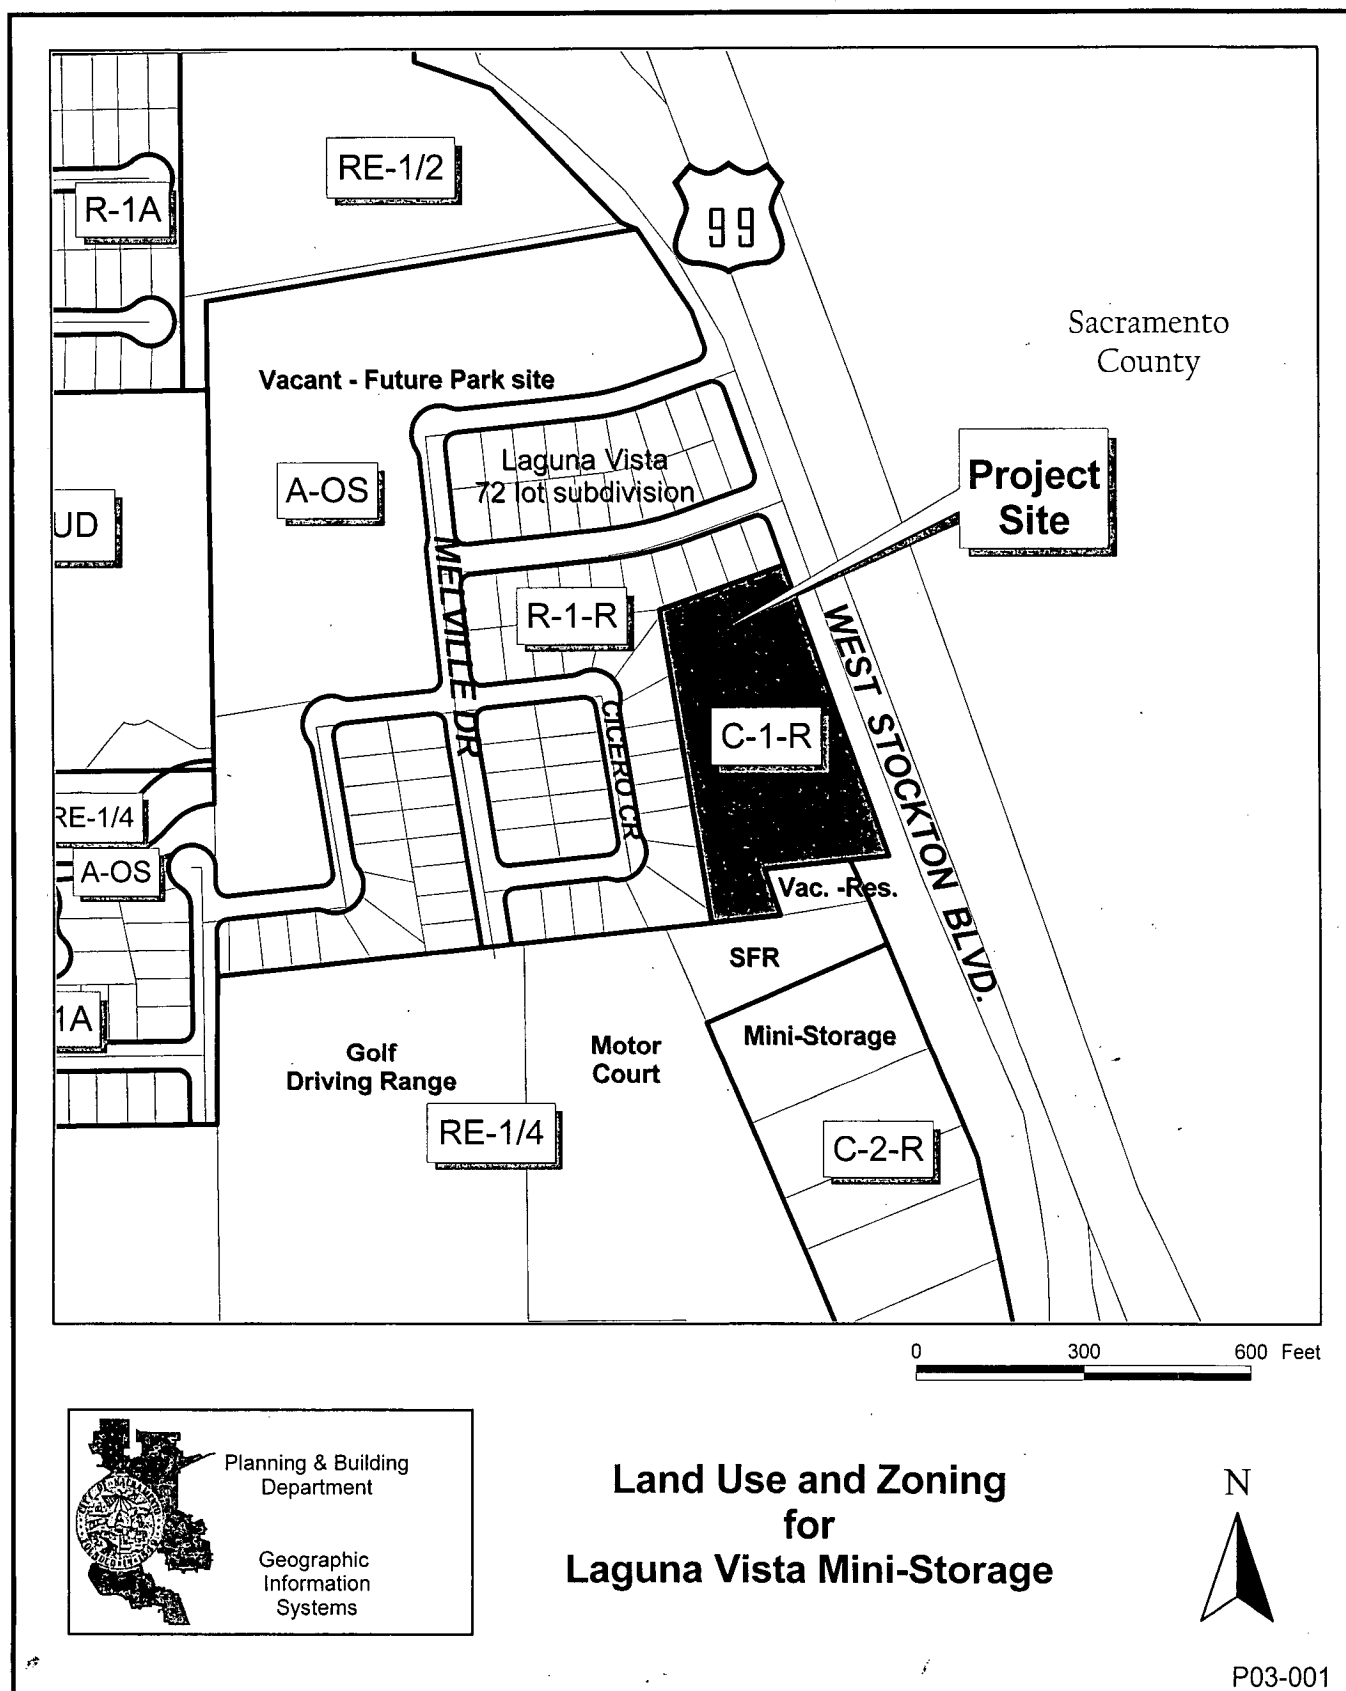 RE-1/2
R-1A
99
Sacramento
County
Vacant - Future Park site
Project
Site
Laguna Vista
72 lot subdivision
A-OS
UD
MELVILLE DR
R-1-R
WEST STOCKTON BLVD.
CICERO CR
C-1-R
RE-1/4
A-OS
Vac. -Res.
SFR
1A
Mini-Storage
Golf
Driving Range
Motor
Court
RE-1/4
C-2-R
0 300 600 Feet
Planning & Building
Department
Geographic
Information
Systems
Land Use and Zoning
for
Laguna Vista Mini-Storage
N
P03-001